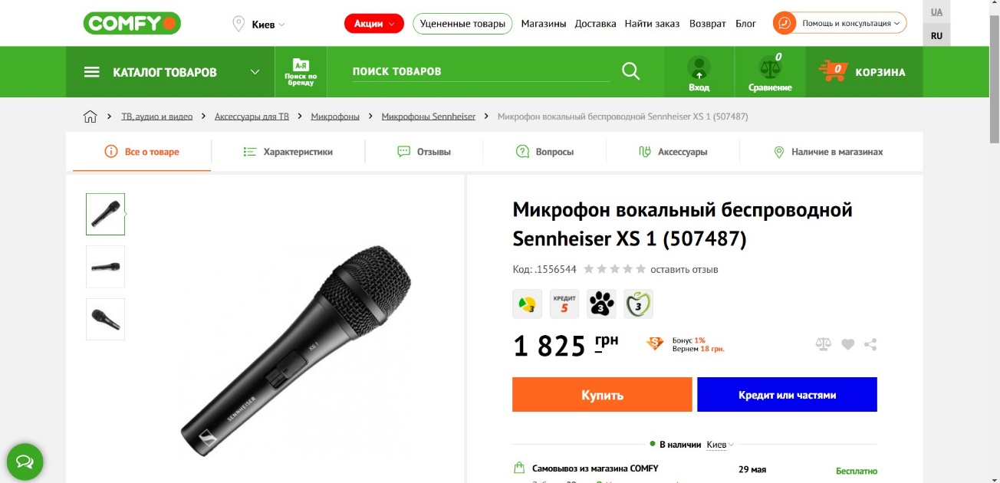 COMFY
Киев
Акции
Уцененные товары
Магазины
Доставка
Найти заказ
Возврат
Блог
Помощь и консультация
UA
RU
КАТАЛОГ ТОВАРОВ
А-Я
Поиск по
бренду
ПОИСК ТОВАРОВ
Вход
0
Сравнение
0
КОРЗИНА
ТВ, аудио и видео
Аксессуары для ТВ
Микрофоны
Микрофоны Sennheiser
Микрофон вокальный беспроводной Sennheiser XS 1 (507487)
Все о товаре
Характеристики
Отзывы
Вопросы
Аксессуары
Наличие в магазинах
XS 1
SENNHEISER
Микрофон вокальный беспроводной
Sennheiser XS 1 (507487)
Код: .1556544
оставить отзыв
3
КРЕДИТ
5
3
3
1 825 грн
Бонус 1%
Вернем 18 грн.
Купить
Кредит или частями
В наличии Киев
Самовывоз из магазина COMFY
29 мая
Бесплатно